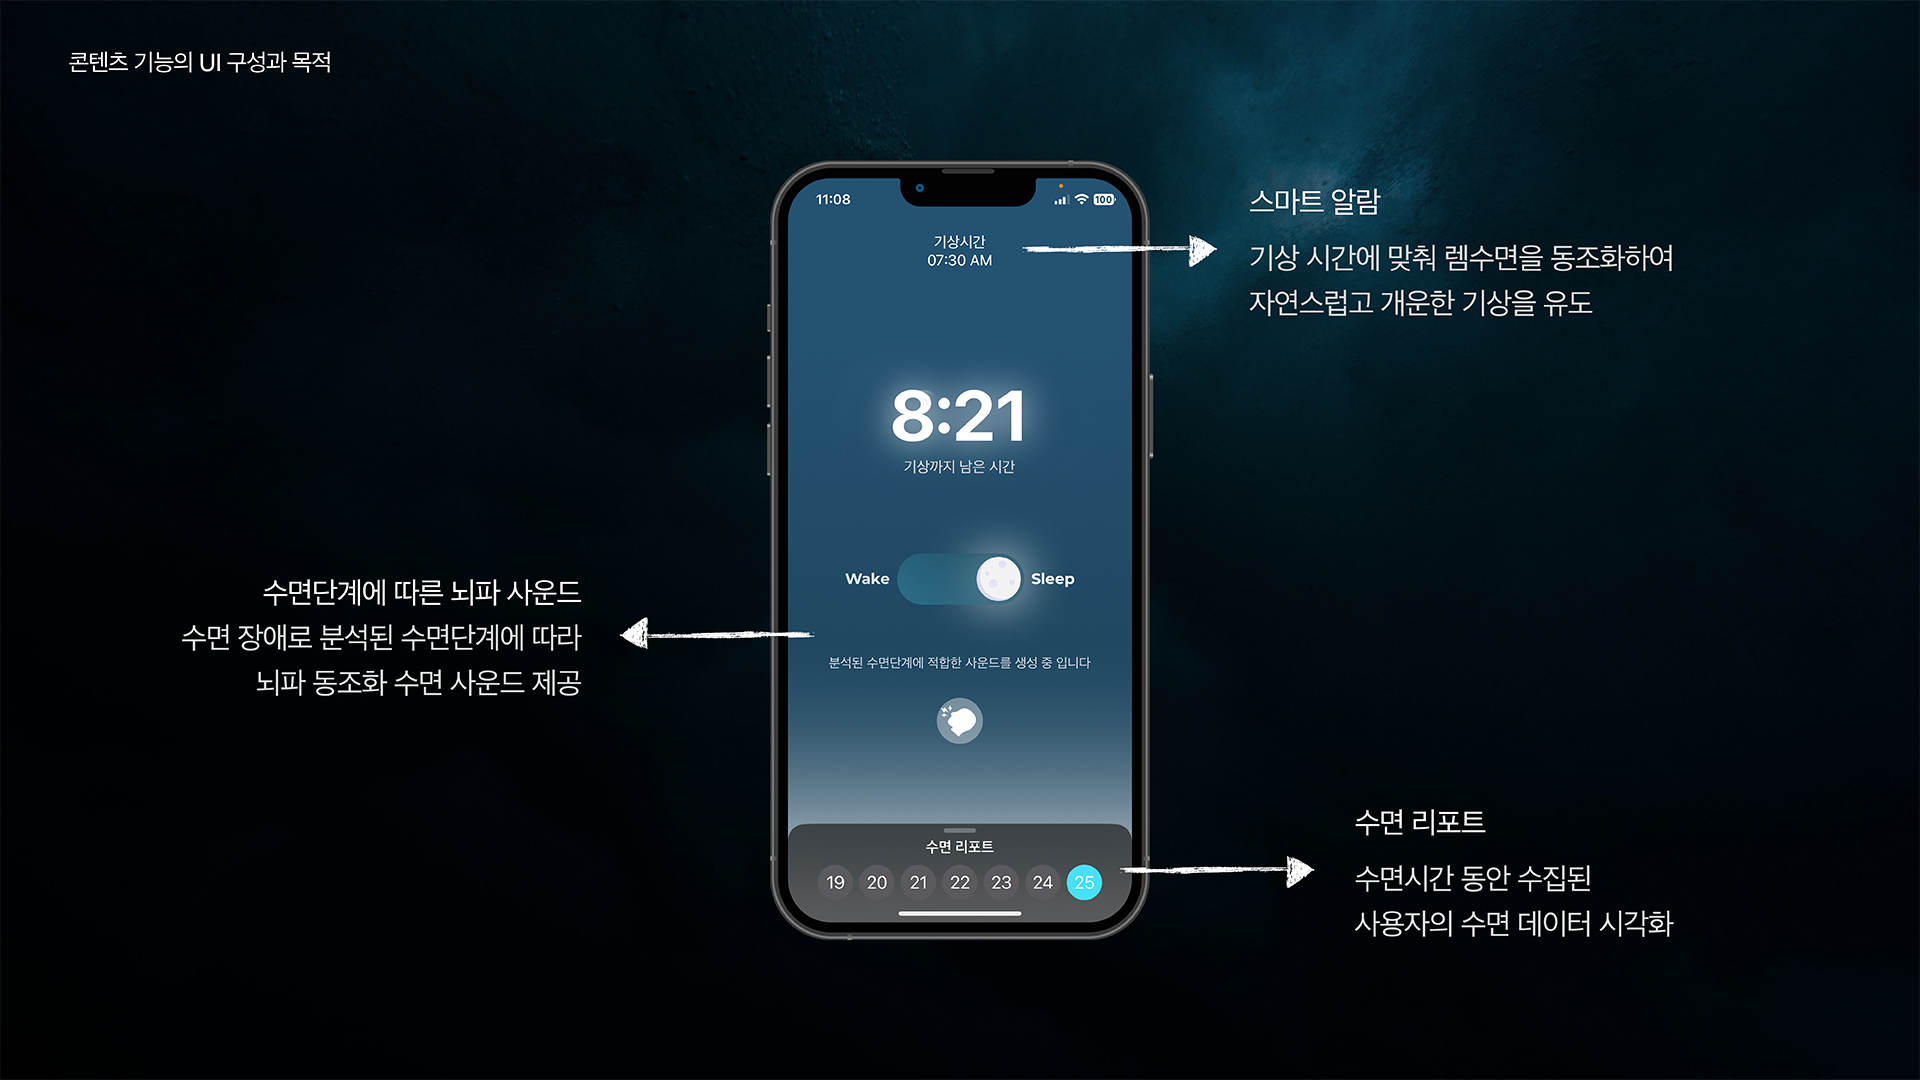 콘텐츠 기능의 UI 구성과 목적
11:08
100
기상시간
07:30 AM
스마트 알람
기상 시간에 맞춰 렘수면을 동조화하여
자연스럽고 개운한 기상을 유도
8:21
기상까지 남은 시간
Wake
Sleep
수면단계에 따른 뇌파 사운드
수면 장애로 분석된 수면단계에 따라
뇌파 동조화 수면 사운드 제공
분석된 수면단계에 적합한 사운드를 생성 중 입니다
수면 리포트
19 20 21 22 23 24 25
수면 리포트
수면시간 동안 수집된
사용자의 수면 데이터 시각화